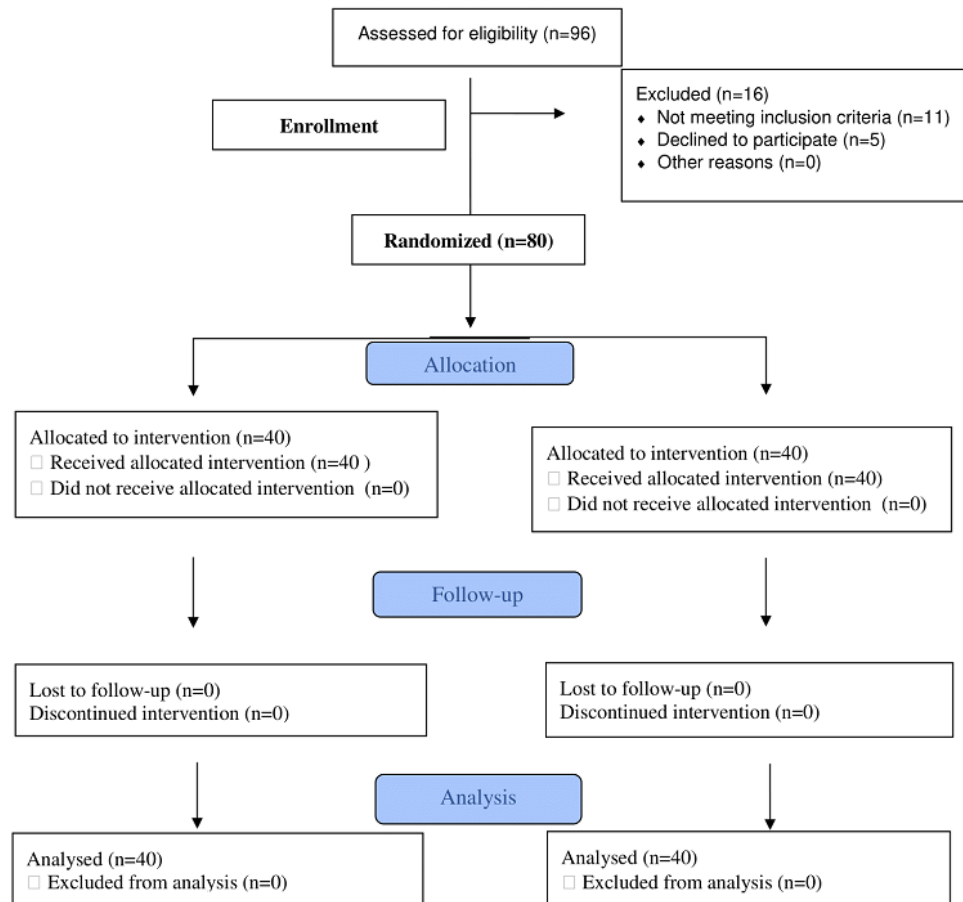 Assessed for eligibility (n=96)
Excluded (n=16)
⬧ Not meeting inclusion criteria (n=11)
⬧ Declined to participate (n=5)
⬧ Other reasons (n=0)
Enrollment
Randomized (n=80)
Allocation
Allocated to intervention (n=40)
□ Received allocated intervention (n=40 )
□ Did not receive allocated intervention (n=0)
Allocated to intervention (n=40)
□ Received allocated intervention (n=40)
□ Did not receive allocated intervention (n=0)
Follow-up
Lost to follow-up (n=0)
Discontinued intervention (n=0)
Lost to follow-up (n=0)
Discontinued intervention (n=0)
Analysis
Analysed (n=40)
□ Excluded from analysis (n=0)
Analysed (n=40)
□ Excluded from analysis (n=0)